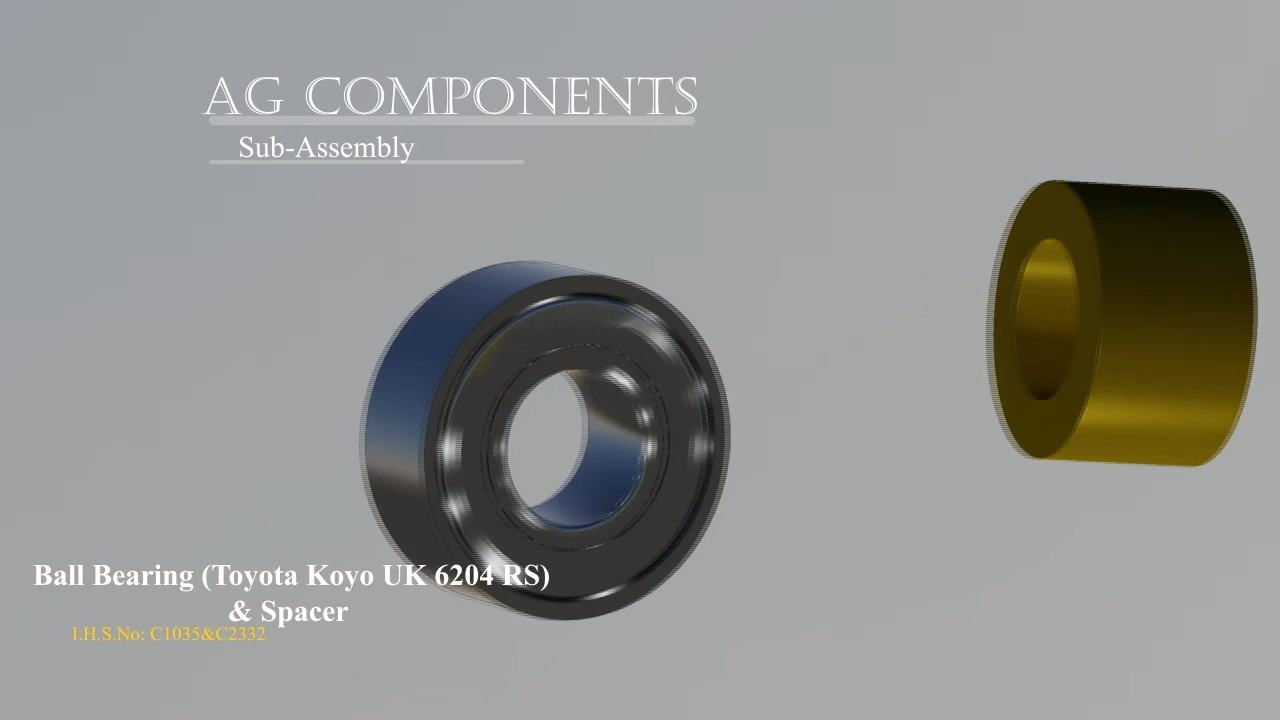 AG COMPONENTS
Sub-Assembly
Ball Bearing (Toyota Koyo UK 6204 RS)
& Spacer
I.H.S.No: C1035&C2332